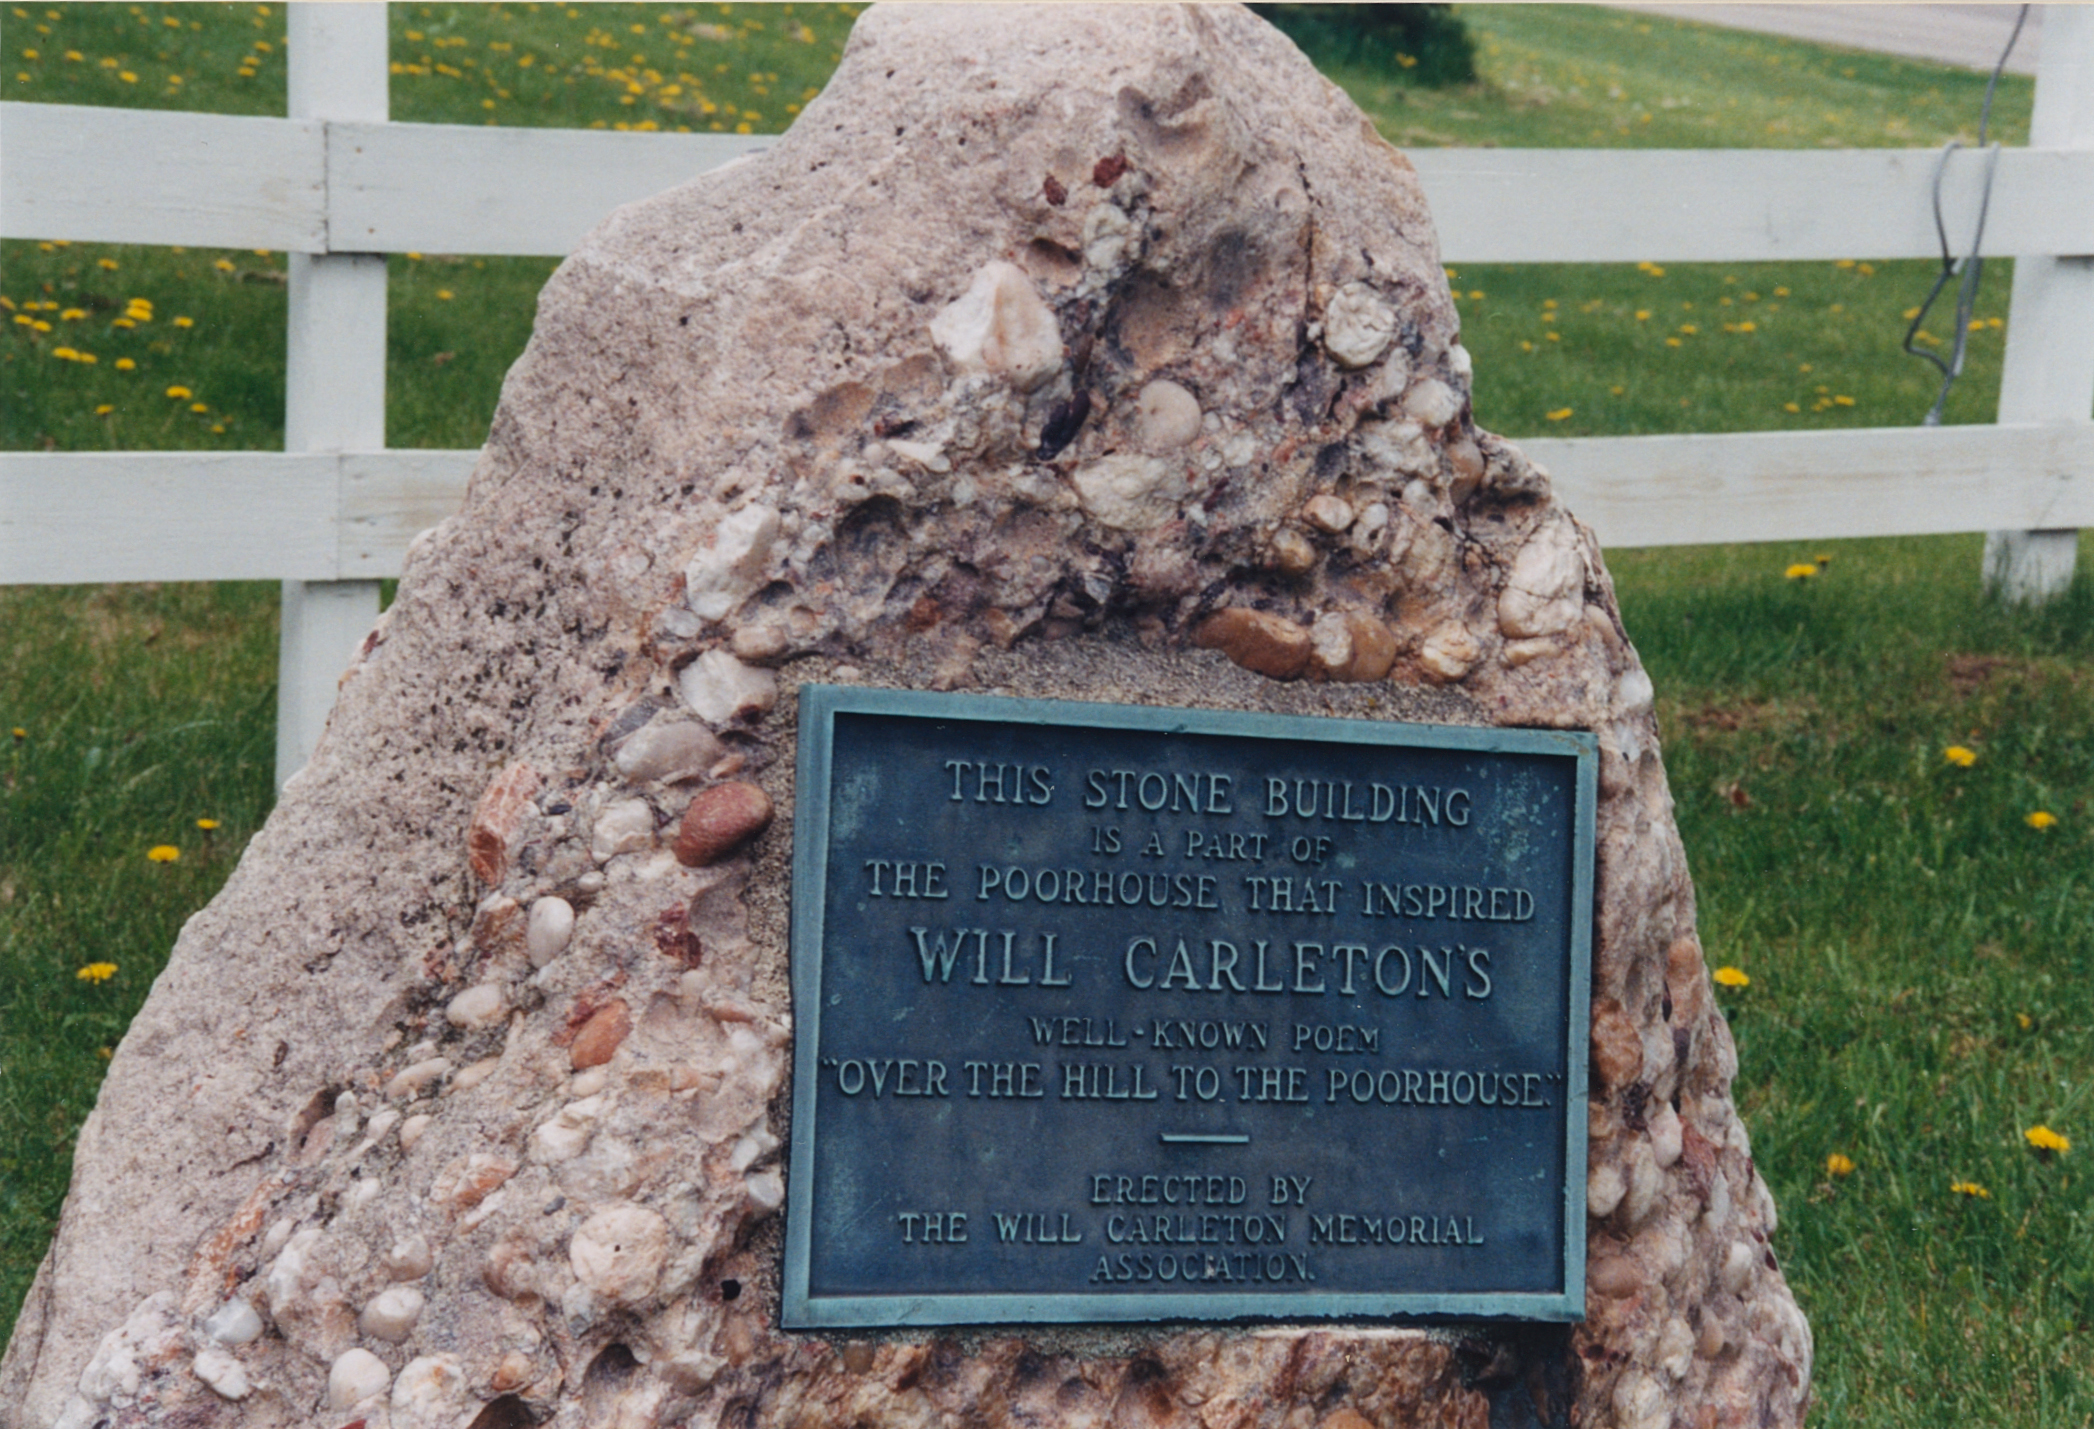 THIS STONE BUILDING
IS A PART OF
THE POORHOUSE THAT INSPIRED
WILL CARLETON'S
WELL-KNOWN POEM
"OVER THE HILL TO THE POORHOUSE."
ERECTED BY
THE WILL CARLETON MEMORIAL
ASSOCIATION.